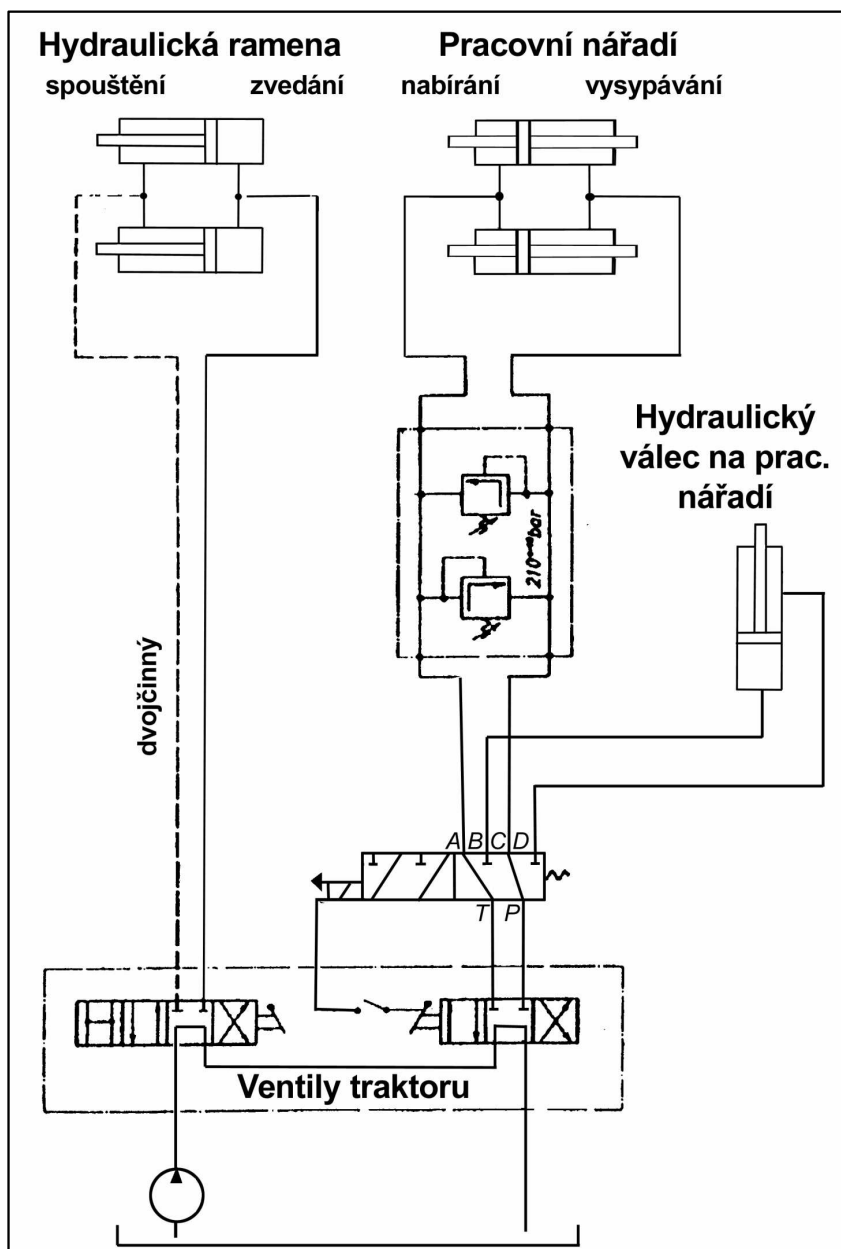 Hydraulická ramena
spouštění zvedání
Pracovní nářadí
nabírání vysypávání
Hydraulický
válec na prac.
nářadí
210 bar
dvojčinný
A B C D
T P
Ventily traktoru